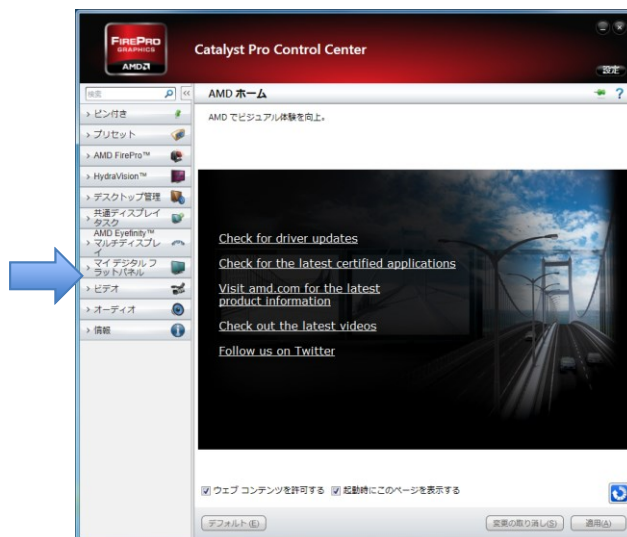 FIREPRO
GRAPHICS
AMD
Catalyst Pro Control Center
設定
検索
«
AMD ホーム
?
> ピン付き
> プリセット
> AMD FirePro™
> HydraVision™
> デスクトップ管理
> 共通ディスプレイ
タスク
AMD Eyefinity™
> マルチディスプレ
イ
> マイ デジタル フ
ラットパネル
> ビデオ
> オーディオ
> 情報
AMD でビジュアル体験を向上。
Check for driver updates
Check for the latest certified applications
Visit amd.com for the latest
product information
Check out the latest videos
Follow us on Twitter
ウェブ コンテンツを許可する 起動時にこのページを表示する
デフォルト(E) 変更の取り消し(S) 適用(A)